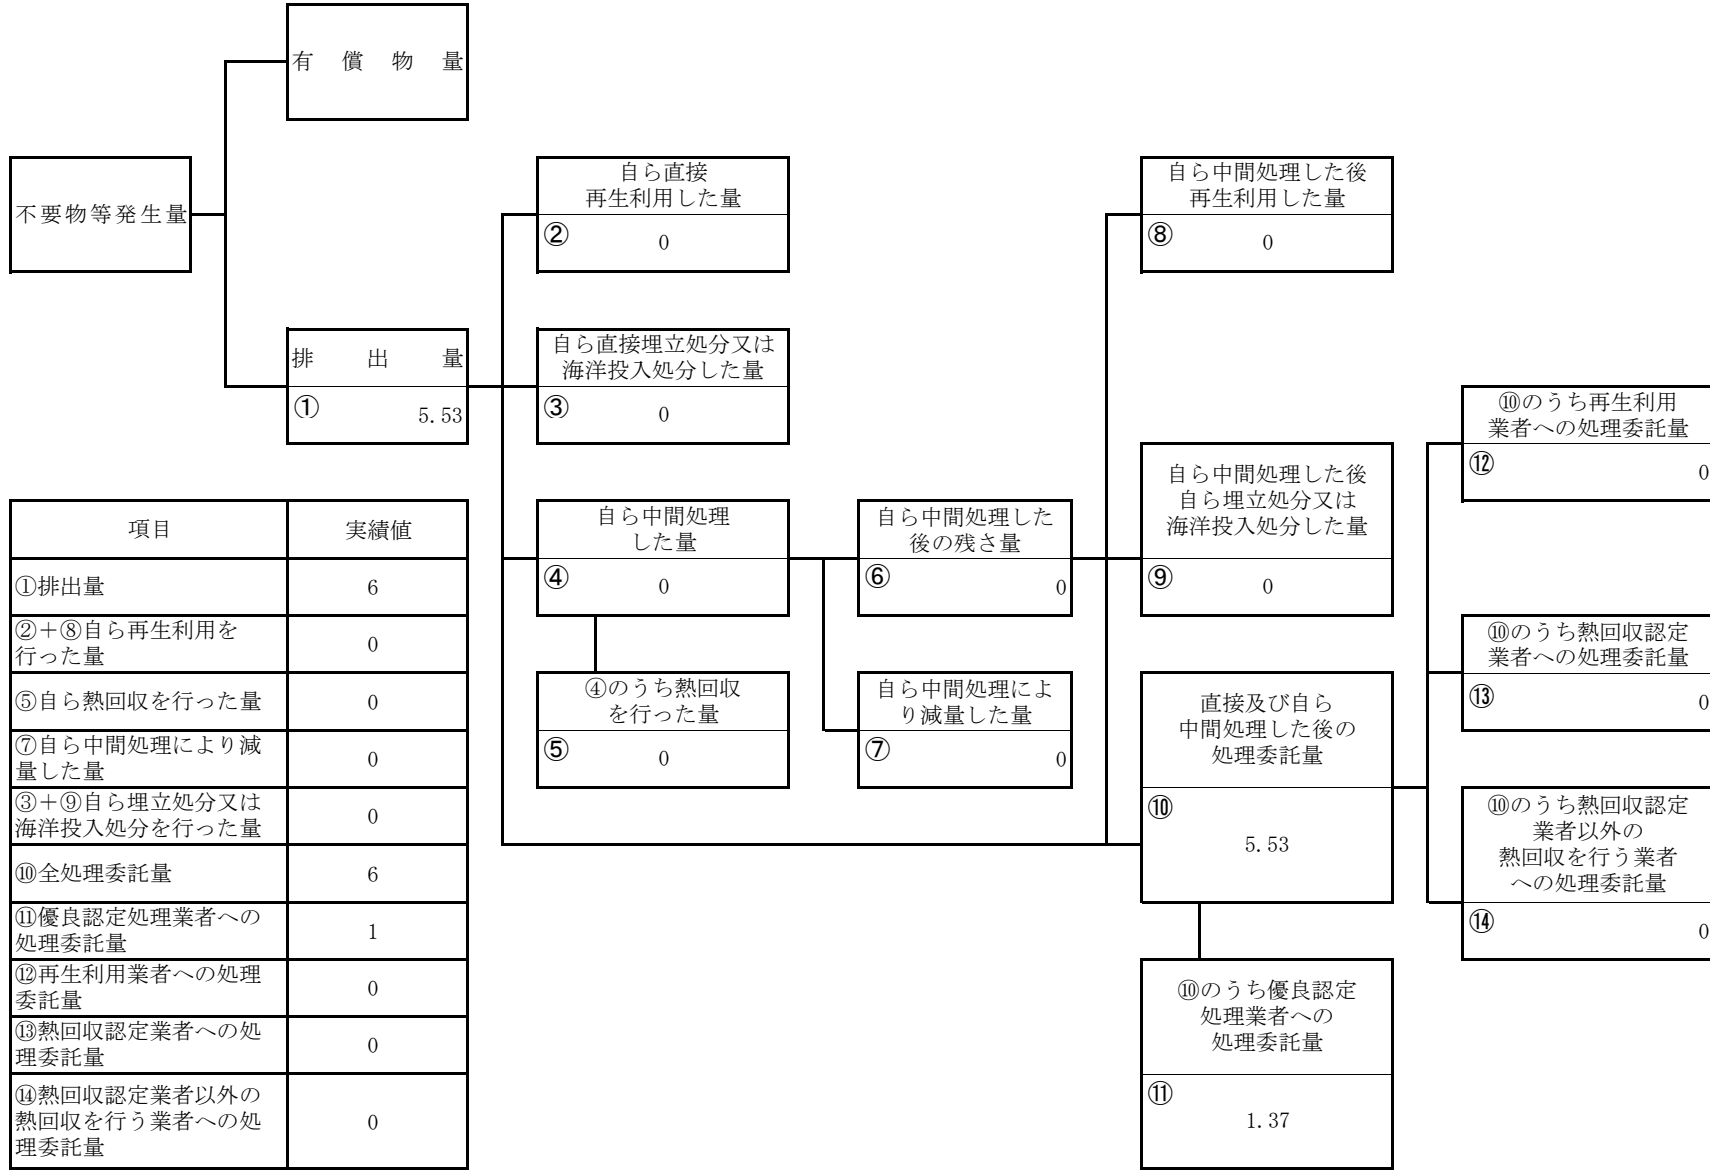 有償物量
不要物等発生量
自ら直接
再生利用した量
② 0
自ら中間処理した後
再生利用した量
⑧ 0
排出量
① 5.53
自ら直接埋立処分又は
海洋投入処分した量
③ 0
⑩のうち再生利用
業者への処理委託量
⑫ 0
自ら中間処理
した量
④ 0
自ら中間処理した
後の残さ量
⑥ 0
自ら中間処理した後
自ら埋立処分又は
海洋投入処分した量
⑨ 0
⑩のうち熱回収認定
業者への処理委託量
⑬ 0
④のうち熱回収
を行った量
⑤ 0
自ら中間処理によ
り減量した量
⑦ 0
直接及び自ら
中間処理した後の
処理委託量
⑩
5.53
⑩のうち熱回収認定
業者以外の
熱回収を行う業者
への処理委託量
⑭ 0
⑩のうち優良認定
処理業者への
処理委託量
⑪
1.37
項目 実績値
①排出量 6
②＋⑧自ら再生利用を
行った量 0
⑤自ら熱回収を行った量 0
⑦自ら中間処理により減
量した量 0
③＋⑨自ら埋立処分又は
海洋投入処分を行った量 0
⑩全処理委託量 6
⑪優良認定処理業者への
処理委託量 1
⑫再生利用業者への処理
委託量 0
⑬熱回収認定業者への処
理委託量 0
⑭熱回収認定業者以外の
熱回収を行う業者への処
理委託量 0